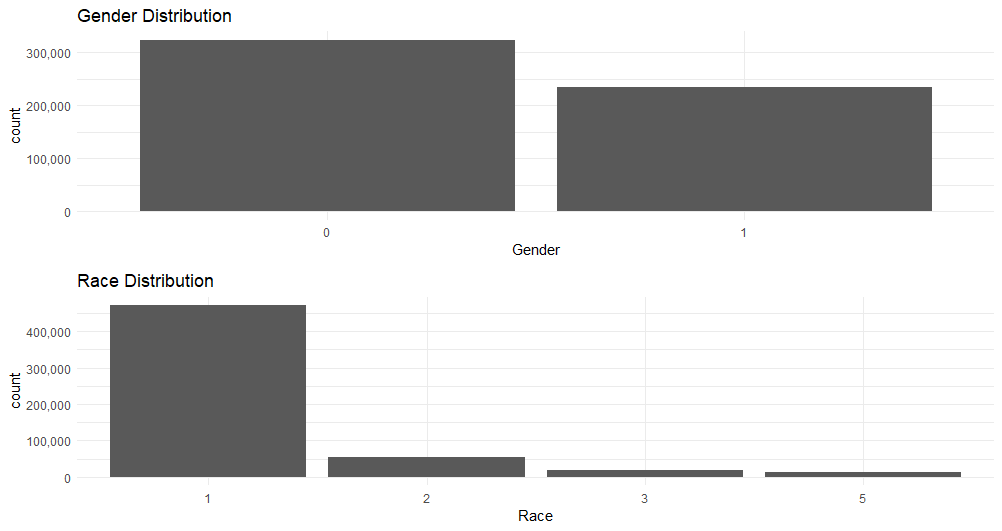 Gender Distribution
300,000
200,000
100,000
0
count
0 1
Gender
Race Distribution
400,000
300,000
200,000
100,000
0
count
1 2 3 5
Race